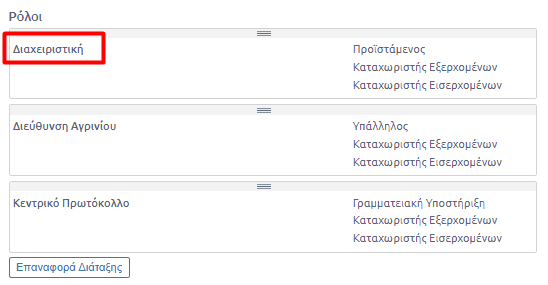 Ρόλοι
Διαχειριστική Προϊστάμενος
Καταχωριστής Εξερχομένων
Καταχωριστής Εισερχομένων
Διεύθυνση Αγρινίου Υπάλληλος
Καταχωριστής Εξερχομένων
Καταχωριστής Εισερχομένων
Κεντρικό Πρωτόκολλο Γραμματειακή Υποστήριξη
Καταχωριστής Εξερχομένων
Καταχωριστής Εισερχομένων
Επαναφορά Διάταξης